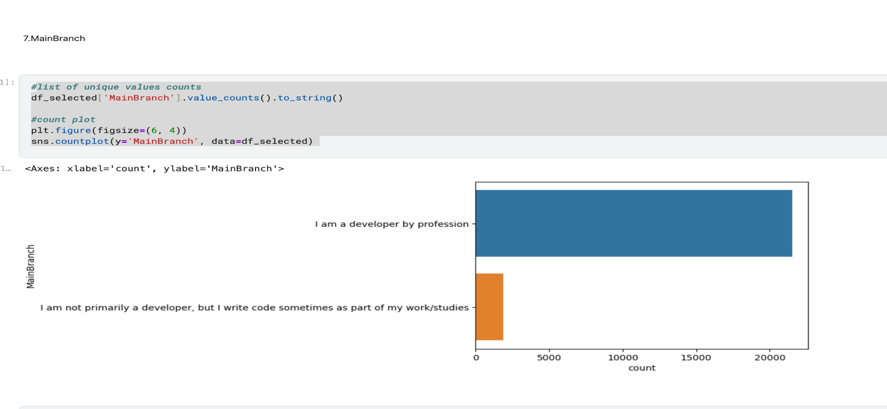 7.MainBranch
1]:
#list of unique values counts
df_selected['MainBranch'].value_counts().to_string()
#count plot
plt.figure(figsize=(6, 4))
sns.countplot(y='MainBranch', data=df_selected)
1...
<Axes: xlabel='count', ylabel='MainBranch'>
I am a developer by profession
MainBranch
I am not primarily a developer, but I write code sometimes as part of my work/studies
0 5000 10000 15000 20000
count